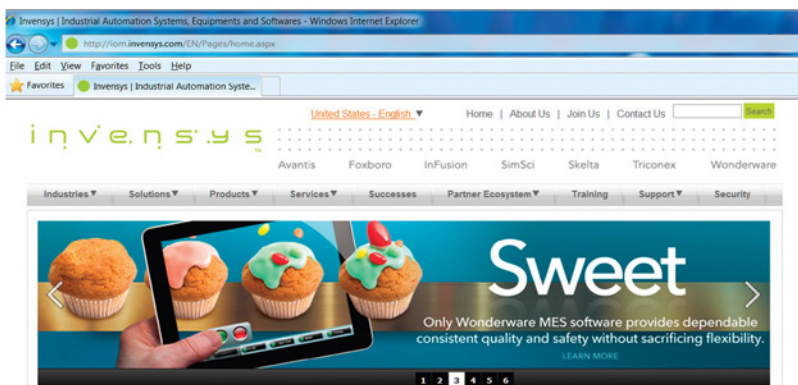 Invensys | Industrial Automation Systems, Equipments and Softwares - Windows Internet Explorer
http://iom.invensys.com/EN/Pages/home.aspx
File Edit View Favorites Tools Help
Favorites Invensys | Industrial Automation Syste...
United States - English ▼ Home | About Us | Join Us | Contact Us Search
invensys
Avantis Foxboro InFusion SimSci Skelta Triconex Wonderware
Industries ▼ Solutions ▼ Products ▼ Services ▼ Successes Partner Ecosystem ▼ Training Support ▼ Security
Sweet
Only Wonderware MES software provides dependable
consistent quality and safety without sacrificing flexibility.
LEARN MORE
1 2 3 4 5 6